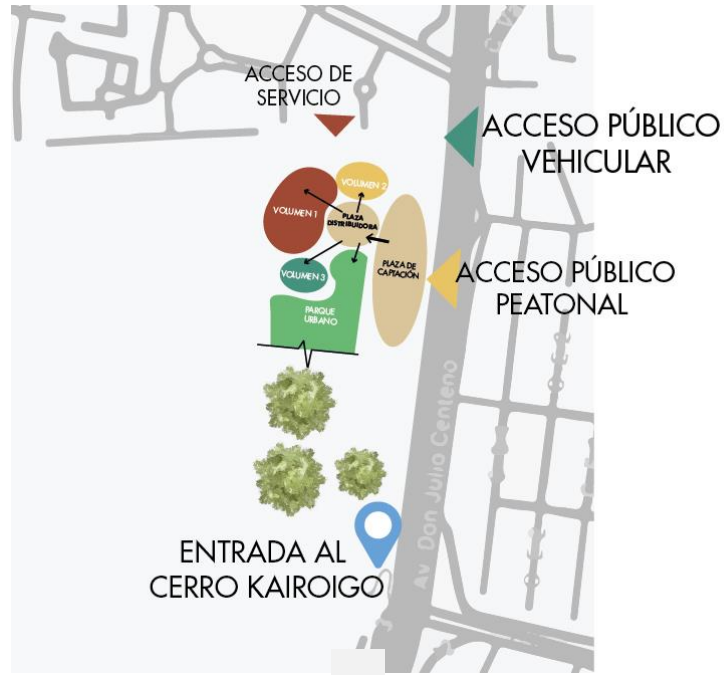 C. Va
ACCESO DE
SERVICIO
ACCESO PÚBLICO
VEHICULAR
VOLUMEN 2
VOLUMEN 1
PLAZA
DISTRIBUIDORA
PLAZA DE
CAPTACIÓN
VOLUMEN 3
ACCESO PÚBLICO
PEATONAL
PARQUE
URBANO
Av Don Julio Centeno
ENTRADA AL
CERRO KAIROIGO